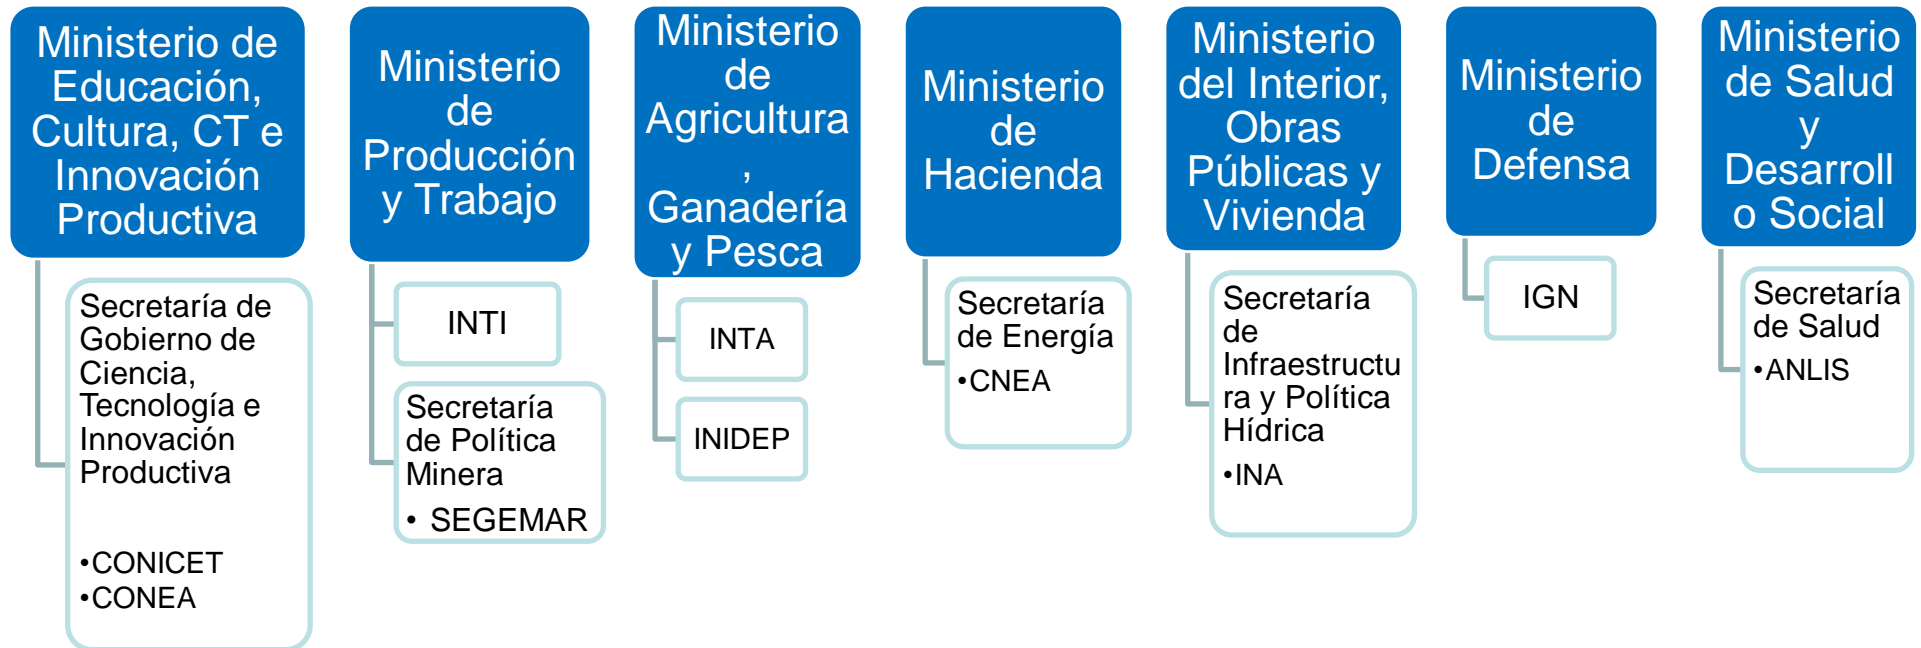 Ministerio de
Educación,
Cultura, CT e
Innovación
Productiva
Secretaría de
Gobierno de
Ciencia,
Tecnología e
Innovación
Productiva
•CONICET
•CONEA
Ministerio
de
Producción
y Trabajo
INTI
Secretaría
de Política
Minera
• SEGEMAR
Ministerio
de
Agricultura
,
Ganadería
y Pesca
INTA
INIDEP
Ministerio
de
Hacienda
Secretaría
de Energía
•CNEA
Ministerio
del Interior,
Obras
Públicas y
Vivienda
Secretaría
de
Infraestructu
ra y Política
Hídrica
•INA
Ministerio
de
Defensa
IGN
Ministerio
de Salud
y
Desarroll
o Social
Secretaría
de Salud
•ANLIS